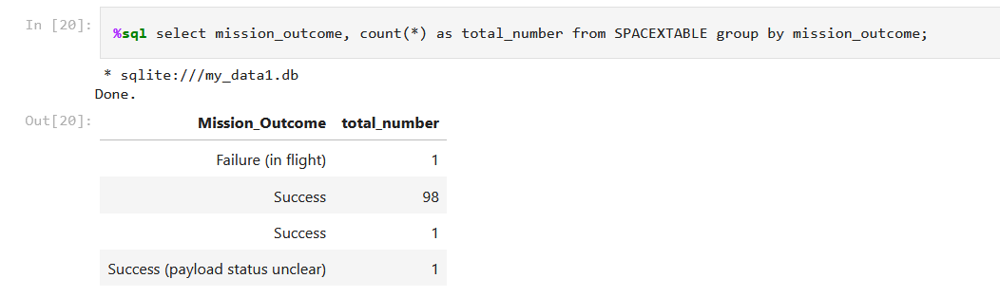 In [20]: %sql select mission_outcome, count(*) as total_number from SPACEXTABLE group by mission_outcome;
* sqlite:///my_data1.db
Done.
Out[20]: Mission_Outcome total_number
Failure (in flight) 1
Success 98
Success 1
Success (payload status unclear) 1